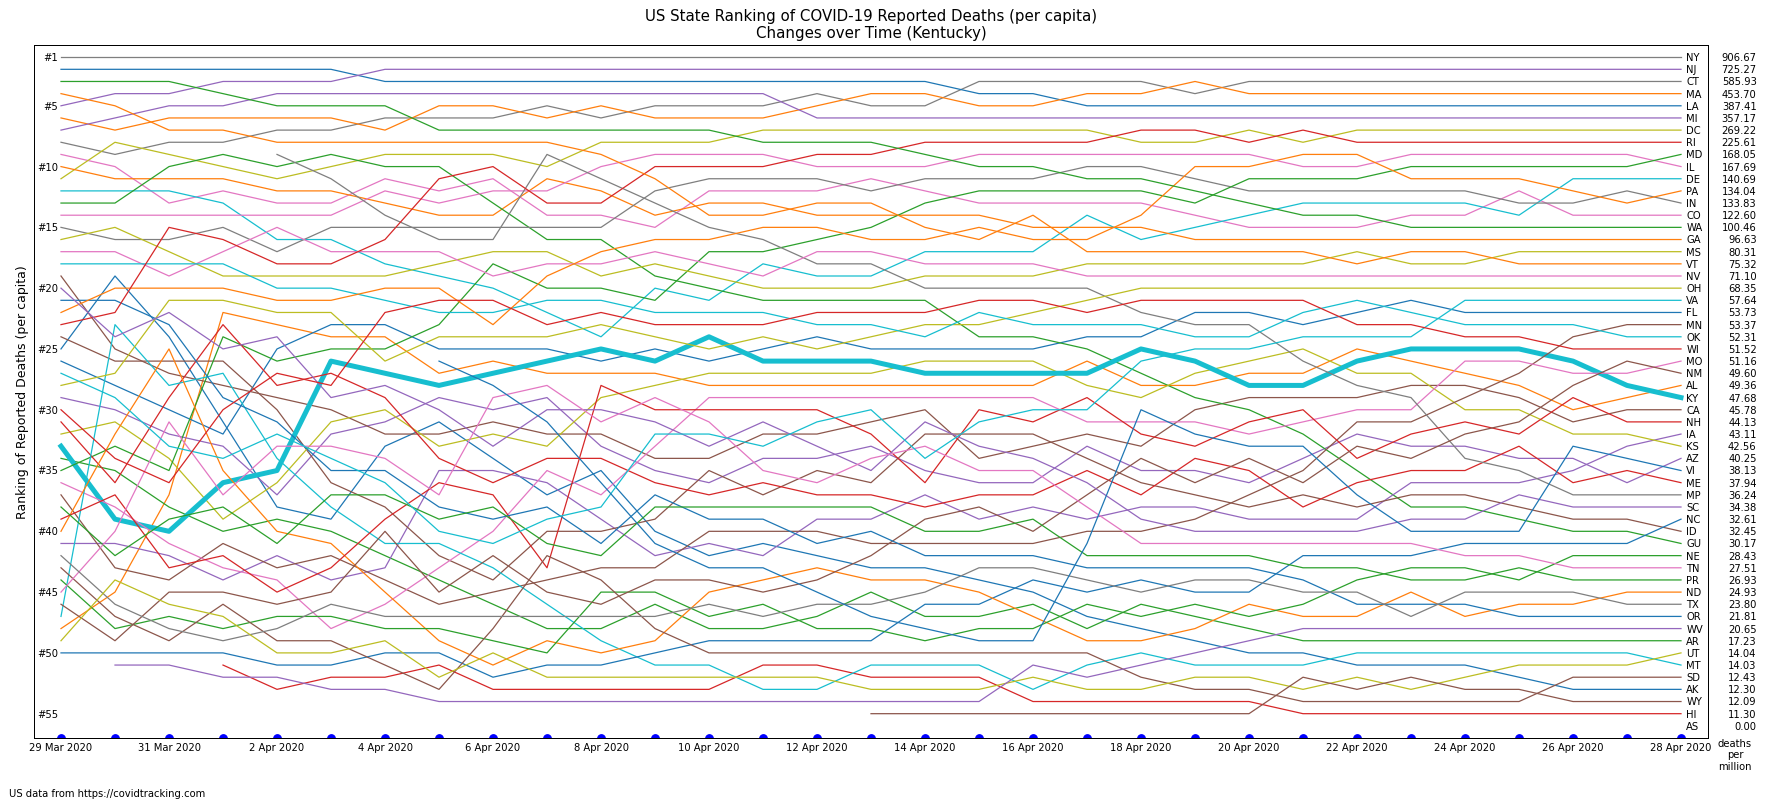 US State Ranking of COVID-19 Reported Deaths (per capita)
Changes over Time (Kentucky)
Ranking of Reported Deaths (per capita)
#1
#5
#10
#15
#20
#25
#30
#35
#40
#45
#50
#55
NY 906.67
NJ 725.27
CT 585.93
MA 453.70
LA 387.41
MI 357.17
DC 269.22
RI 225.61
MD 168.05
IL 167.69
DE 140.69
PA 134.04
IN 133.83
CO 122.60
WA 100.46
GA 96.63
MS 80.31
VT 75.32
NV 71.10
OH 68.35
VA 57.64
FL 53.73
MN 53.37
OK 52.31
WI 51.52
MO 51.16
NM 49.60
AL 49.36
KY 47.68
CA 45.78
NH 44.13
IA 43.11
KS 42.56
AZ 40.25
VI 38.13
ME 37.94
MP 36.24
SC 34.38
NC 32.61
ID 32.45
GU 30.17
NE 28.43
TN 27.51
PR 26.93
ND 24.93
TX 23.80
OR 21.81
WV 20.65
AR 17.23
UT 14.04
MT 14.03
SD 12.43
AK 12.30
WY 12.09
HI 11.30
AS 0.00
29 Mar 2020 31 Mar 2020 2 Apr 2020 4 Apr 2020 6 Apr 2020 8 Apr 2020 10 Apr 2020 12 Apr 2020 14 Apr 2020 16 Apr 2020 18 Apr 2020 20 Apr 2020 22 Apr 2020 24 Apr 2020 26 Apr 2020 28 Apr 2020
deaths
per
million
US data from https://covidtracking.com